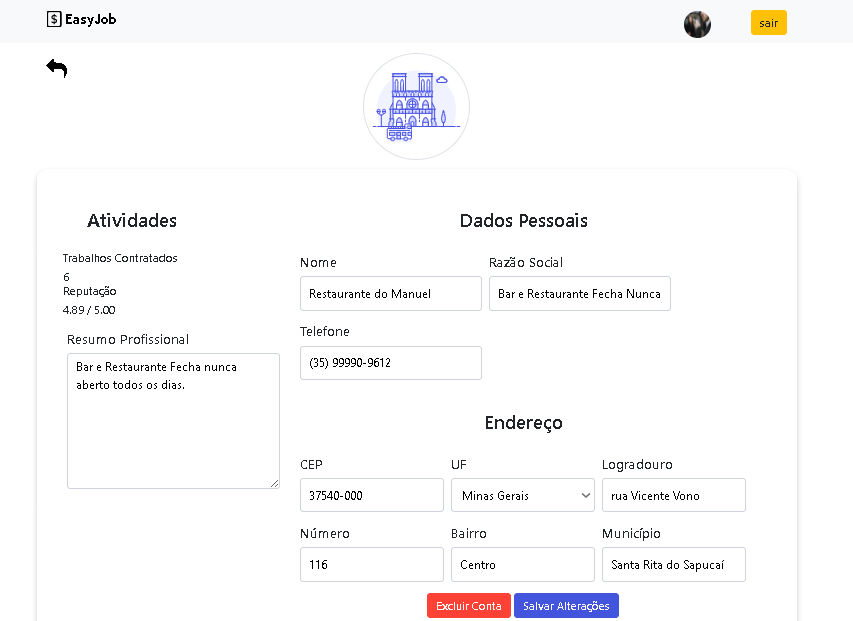 $ EasyJob
sair
Atividades
Trabalhos Contratados
6
Reputação
4.89 / 5.00
Resumo Profissional
Bar e Restaurante Fecha nunca
aberto todos os dias.
Dados Pessoais
Nome Razão Social
Restaurante do Manuel Bar e Restaurante Fecha Nunca
Telefone
(35) 99990-9612
Endereço
CEP UF Logradouro
37540-000 Minas Gerais rua Vicente Vono
Número Bairro Município
116 Centro Santa Rita do Sapucaí
Excluir Conta Salvar Alterações